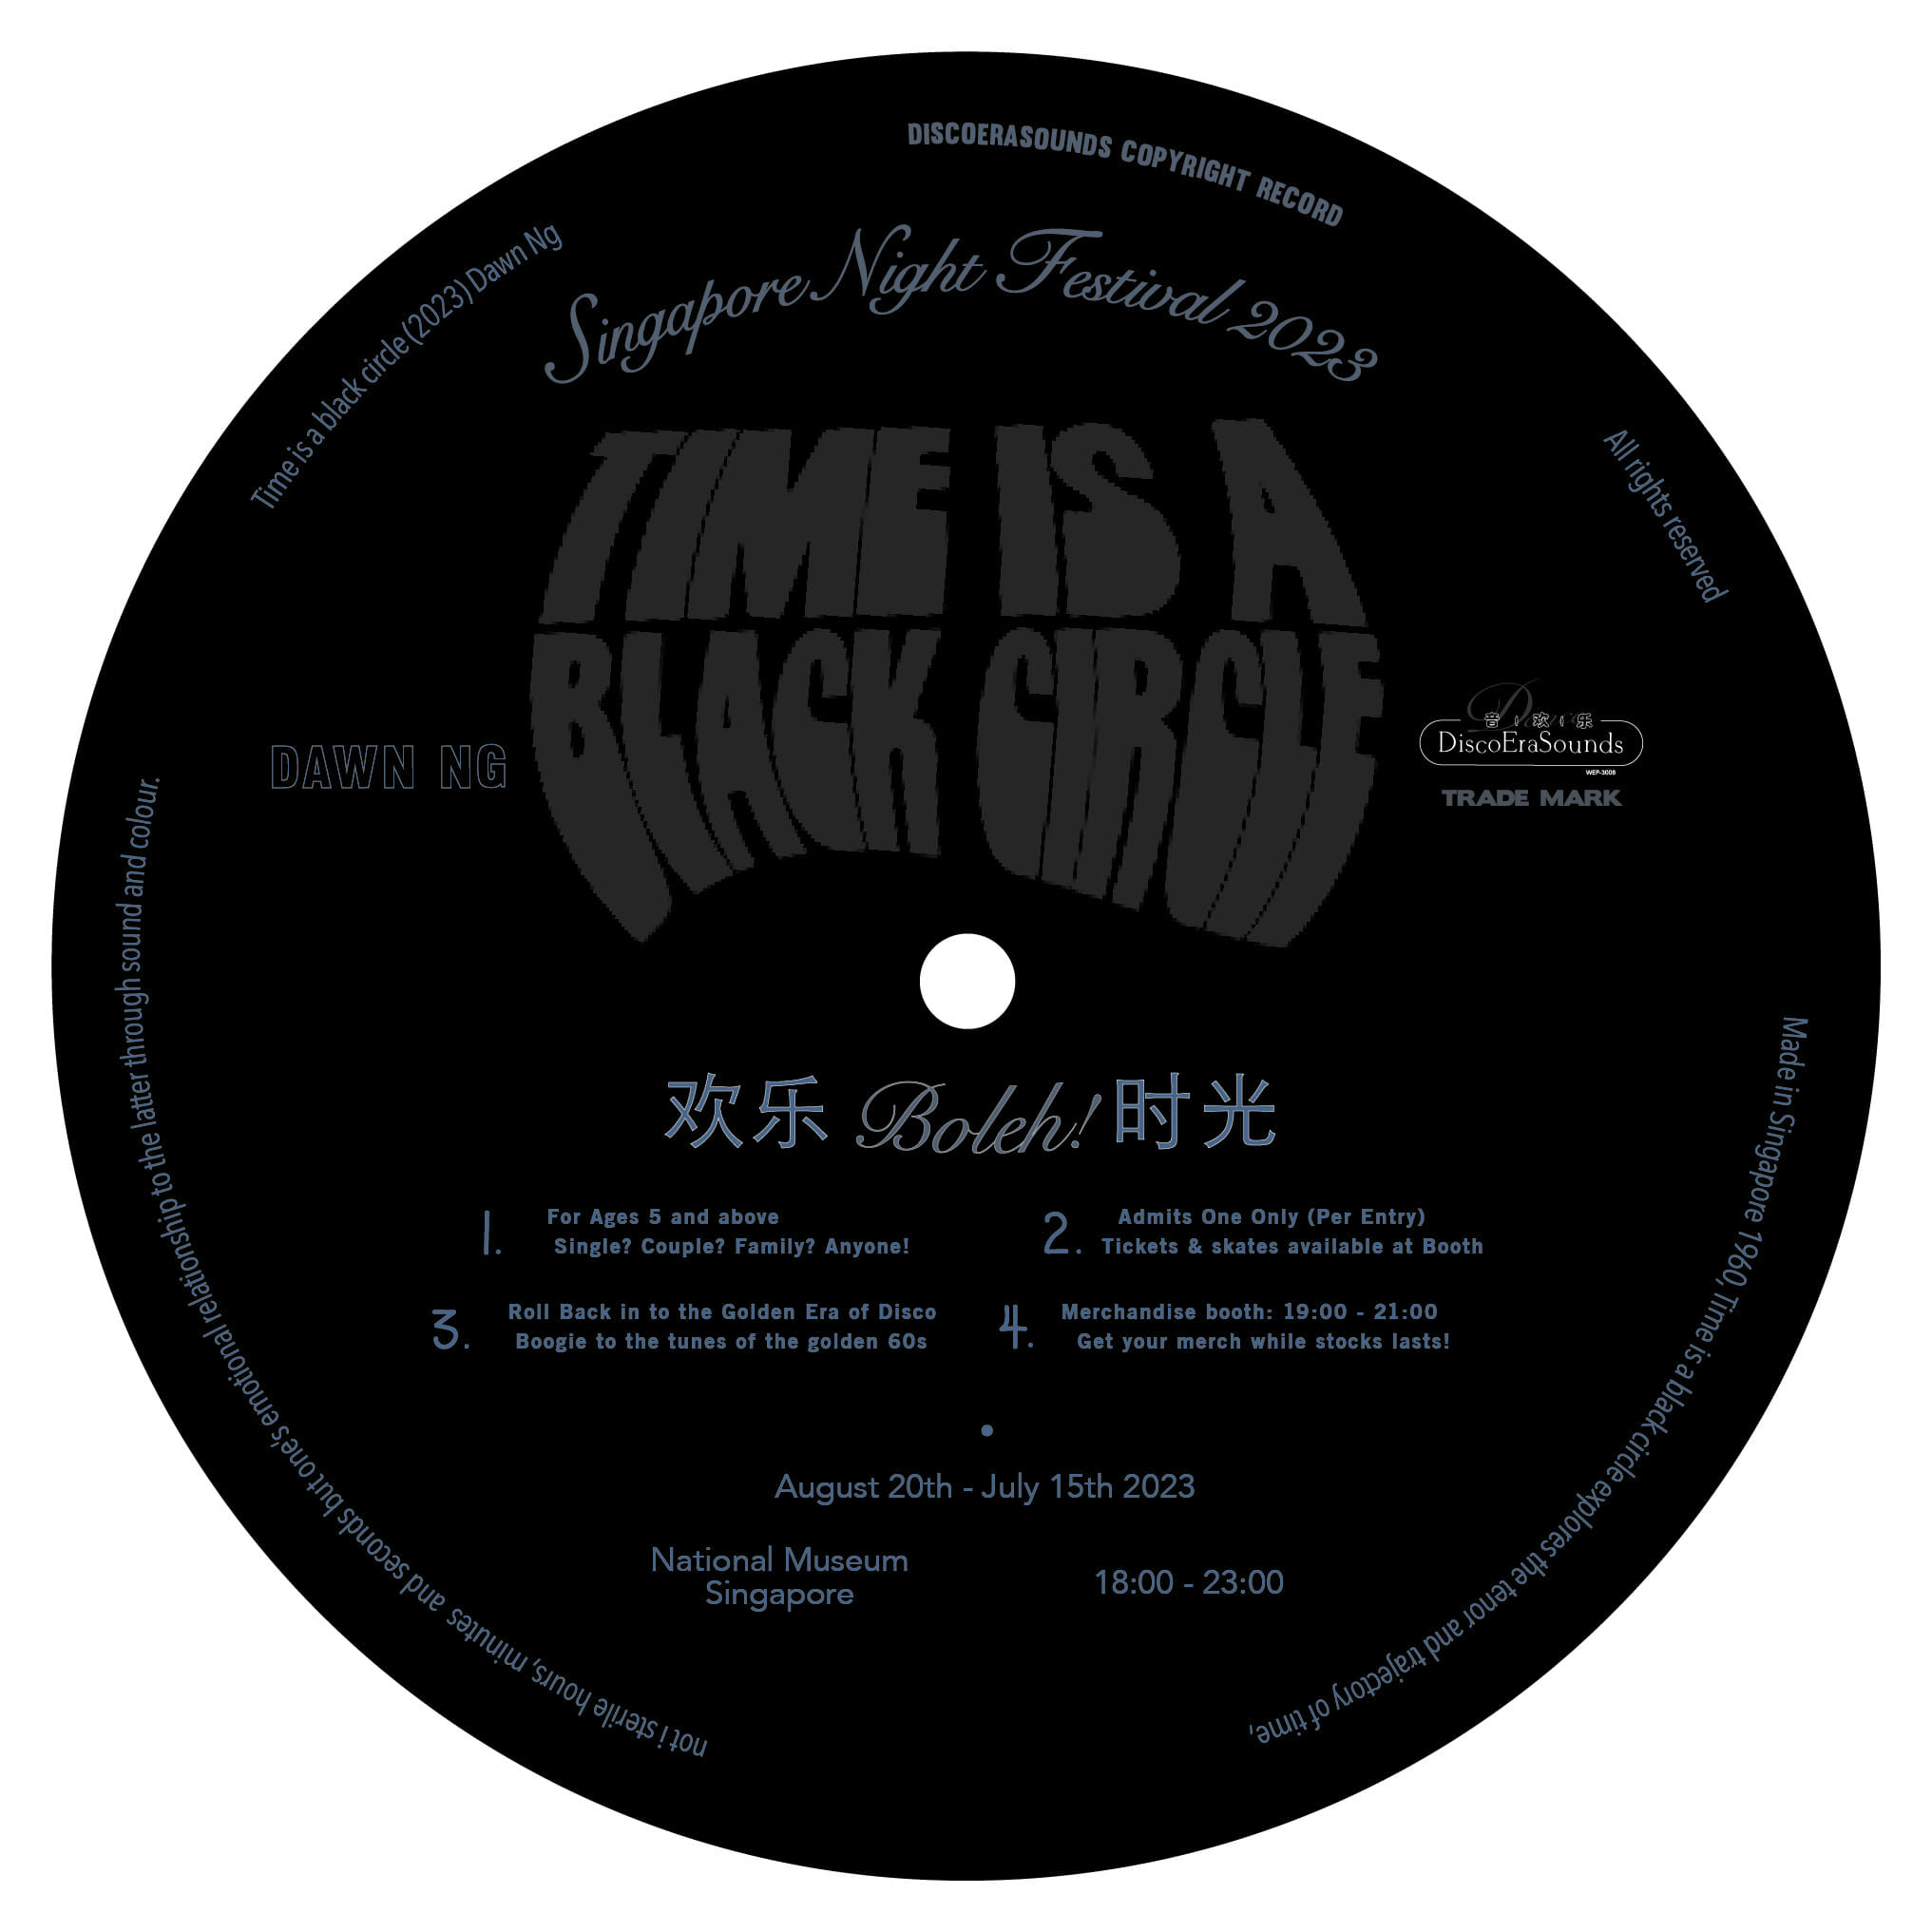 DISCOERASOUNDS COPYRIGHT RECORD
Time is a black circle (2023) Dawn Ng
Singapore Night Festival 2023
All rights reserved
TIME IS A
BLACK CIRCLE
DAWN NG
音 欢 乐
DiscoEraSounds
WEP-3008
TRADE MARK
欢乐 Boleh! 时光
1. For Ages 5 and above
Single? Couple? Family? Anyone!
2. Admits One Only (Per Entry)
Tickets & skates available at Booth
3. Roll Back in to the Golden Era of Disco
Boogie to the tunes of the golden 60s
4. Merchandise booth: 19:00 - 21:00
Get your merch while stocks lasts!
August 20th - July 15th 2023
National Museum
Singapore
18:00 - 23:00
Made in Singapore 1960, Time is a black circle explores the tenor and trajectory of time,
not i sterile hours, minutes and seconds but one's emotional relationship to the latter through sound and colour.